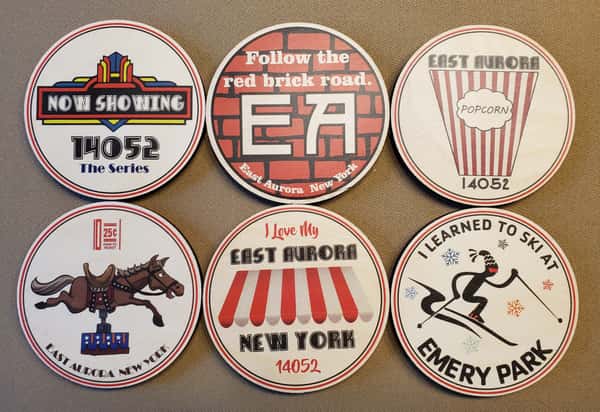 NOW SHOWING
14052
The Series
Follow the
red brick road.
EA
East Aurora New York
EAST AURORA
POPCORN
14052
25¢
EAST AURORA NEW YORK
I Love My
EAST AURORA
NEW YORK
14052
I LEARNED TO SKI AT
EMERY PARK